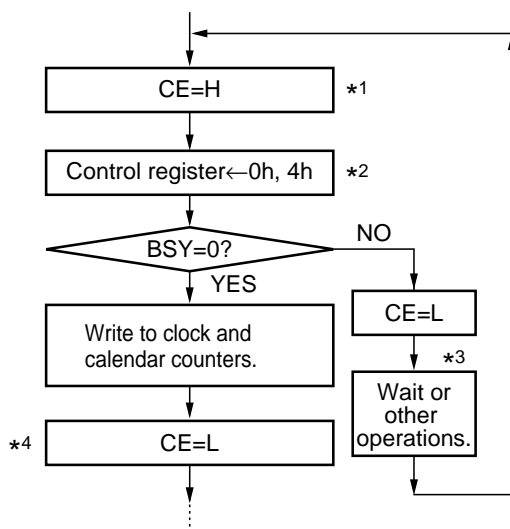 CE=H
*1
Control register←0h, 4h
*2
BSY=0?
NO
YES
Write to clock and
calendar counters.
CE=L
*3
Wait or
other
operations.
*4
CE=L